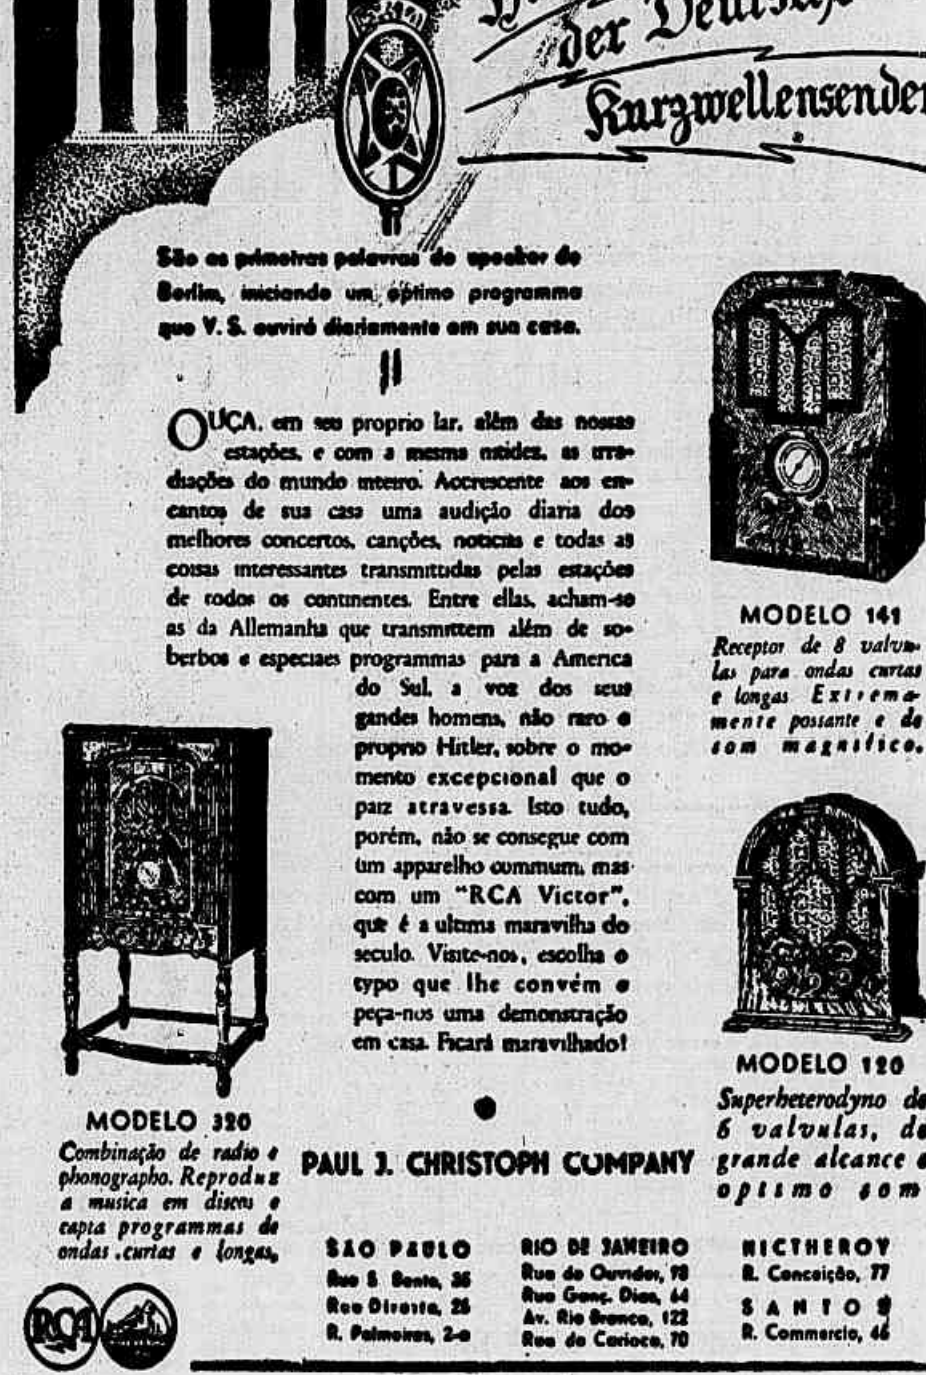 der Deutsche
Kurzwellensender
São as primeiras palavras do speaker de
Berlim, iniciando um óptimo programma
que V. S. ouvirá diariamente em sua casa.
OUÇA, em seu proprio lar, além das nossas
estações, e com a mesma nitidez, as irra-
diações do mundo inteiro. Accrescente aos en-
cantos de sua casa uma audição diaria dos
melhores concertos, canções, noticias e todas as
coisas interessantes transmittidas pelas estações
de todos os continentes. Entre ellas, acham-se
as da Allemanha que transmittem além de so-
berbos e especiaes programmas para a America
do Sul, a voz dos seus
gandes homens, não raro o
proprio Hitler, sobre o mo-
mento excepcional que o
paiz atravessa. Isto tudo,
porém, não se consegue com
um apparelho commum, mas
com um "RCA Victor",
que é a ultima maravilha do
seculo. Visite-nos, escolha o
typo que lhe convém e
peça-nos uma demonstração
em casa. Ficará maravilhado!
MODELO 141
Receptor de 8 valvu-
las para ondas curtas
e longas. Extrema-
mente possante e de
som magnifico.
MODELO 120
Superheterodyno de
6 valvulas, de
grande alcance e
optimo som
MODELO 320
Combinação de radio e
phonographo. Reproduz
a musica em discos e
capta programmas de
ondas curtas e longas,
PAUL J. CHRISTOPH COMPANY
SÃO PAULO
Rua S. Bento, 35
Rua Direita, 25
R. Palmeiras, 2-a
RIO DE JANEIRO
Rua do Ouvidor, 98
Rua Gonç. Dias, 64
Av. Rio Branco, 122
Rua da Carioca, 70
NICTHEROY
R. Conceição, 77
SANTOS
R. Commercio, 46
RCA